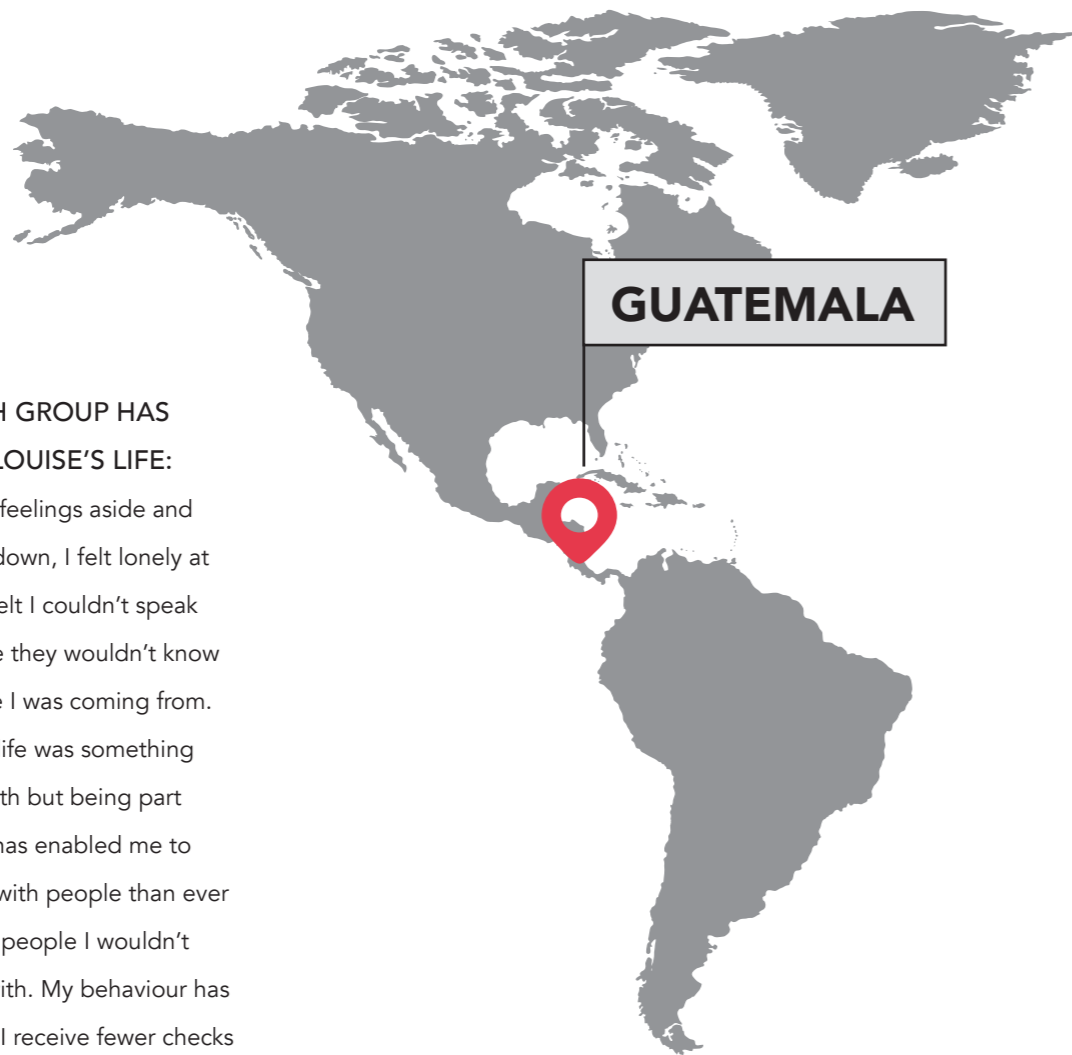 GUATEMALA
H GROUP HAS
LOUISE’S LIFE:
feelings aside and
down, I felt lonely at
elt I couldn’t speak
e they wouldn’t know
e I was coming from.
life was something
th but being part
has enabled me to
with people than ever
people I wouldn’t
ith. My behaviour has
I receive fewer checks